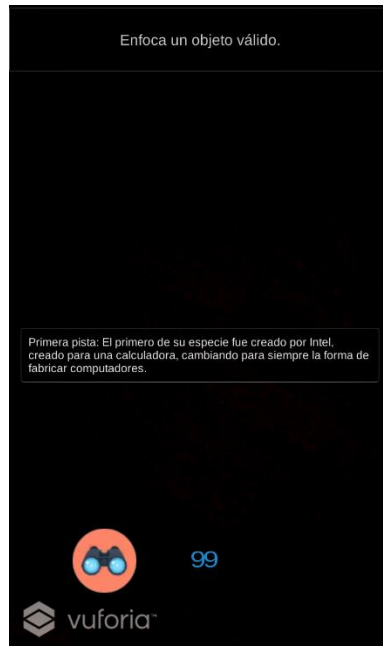 Enfoca un objeto válido.
Primera pista: El primero de su especie fue creado por Intel,
creado para una calculadora, cambiando para siempre la forma de
fabricar computadores.
99
vuforia™